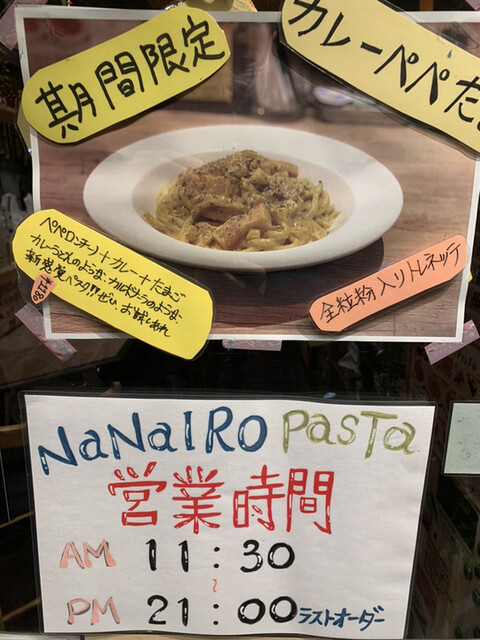 期間限定
カレーペペた
ペペロンチーノ+カレー+たまご
カレーうどんのような、カルボナーラのような、
新感覚パスタ!!ぜひ、お試しあれ
全粒粉入りトレネッテ
NaNaIRO PasTa
営業時間
AM 11:30
~
PM 21:00ラストオーダー